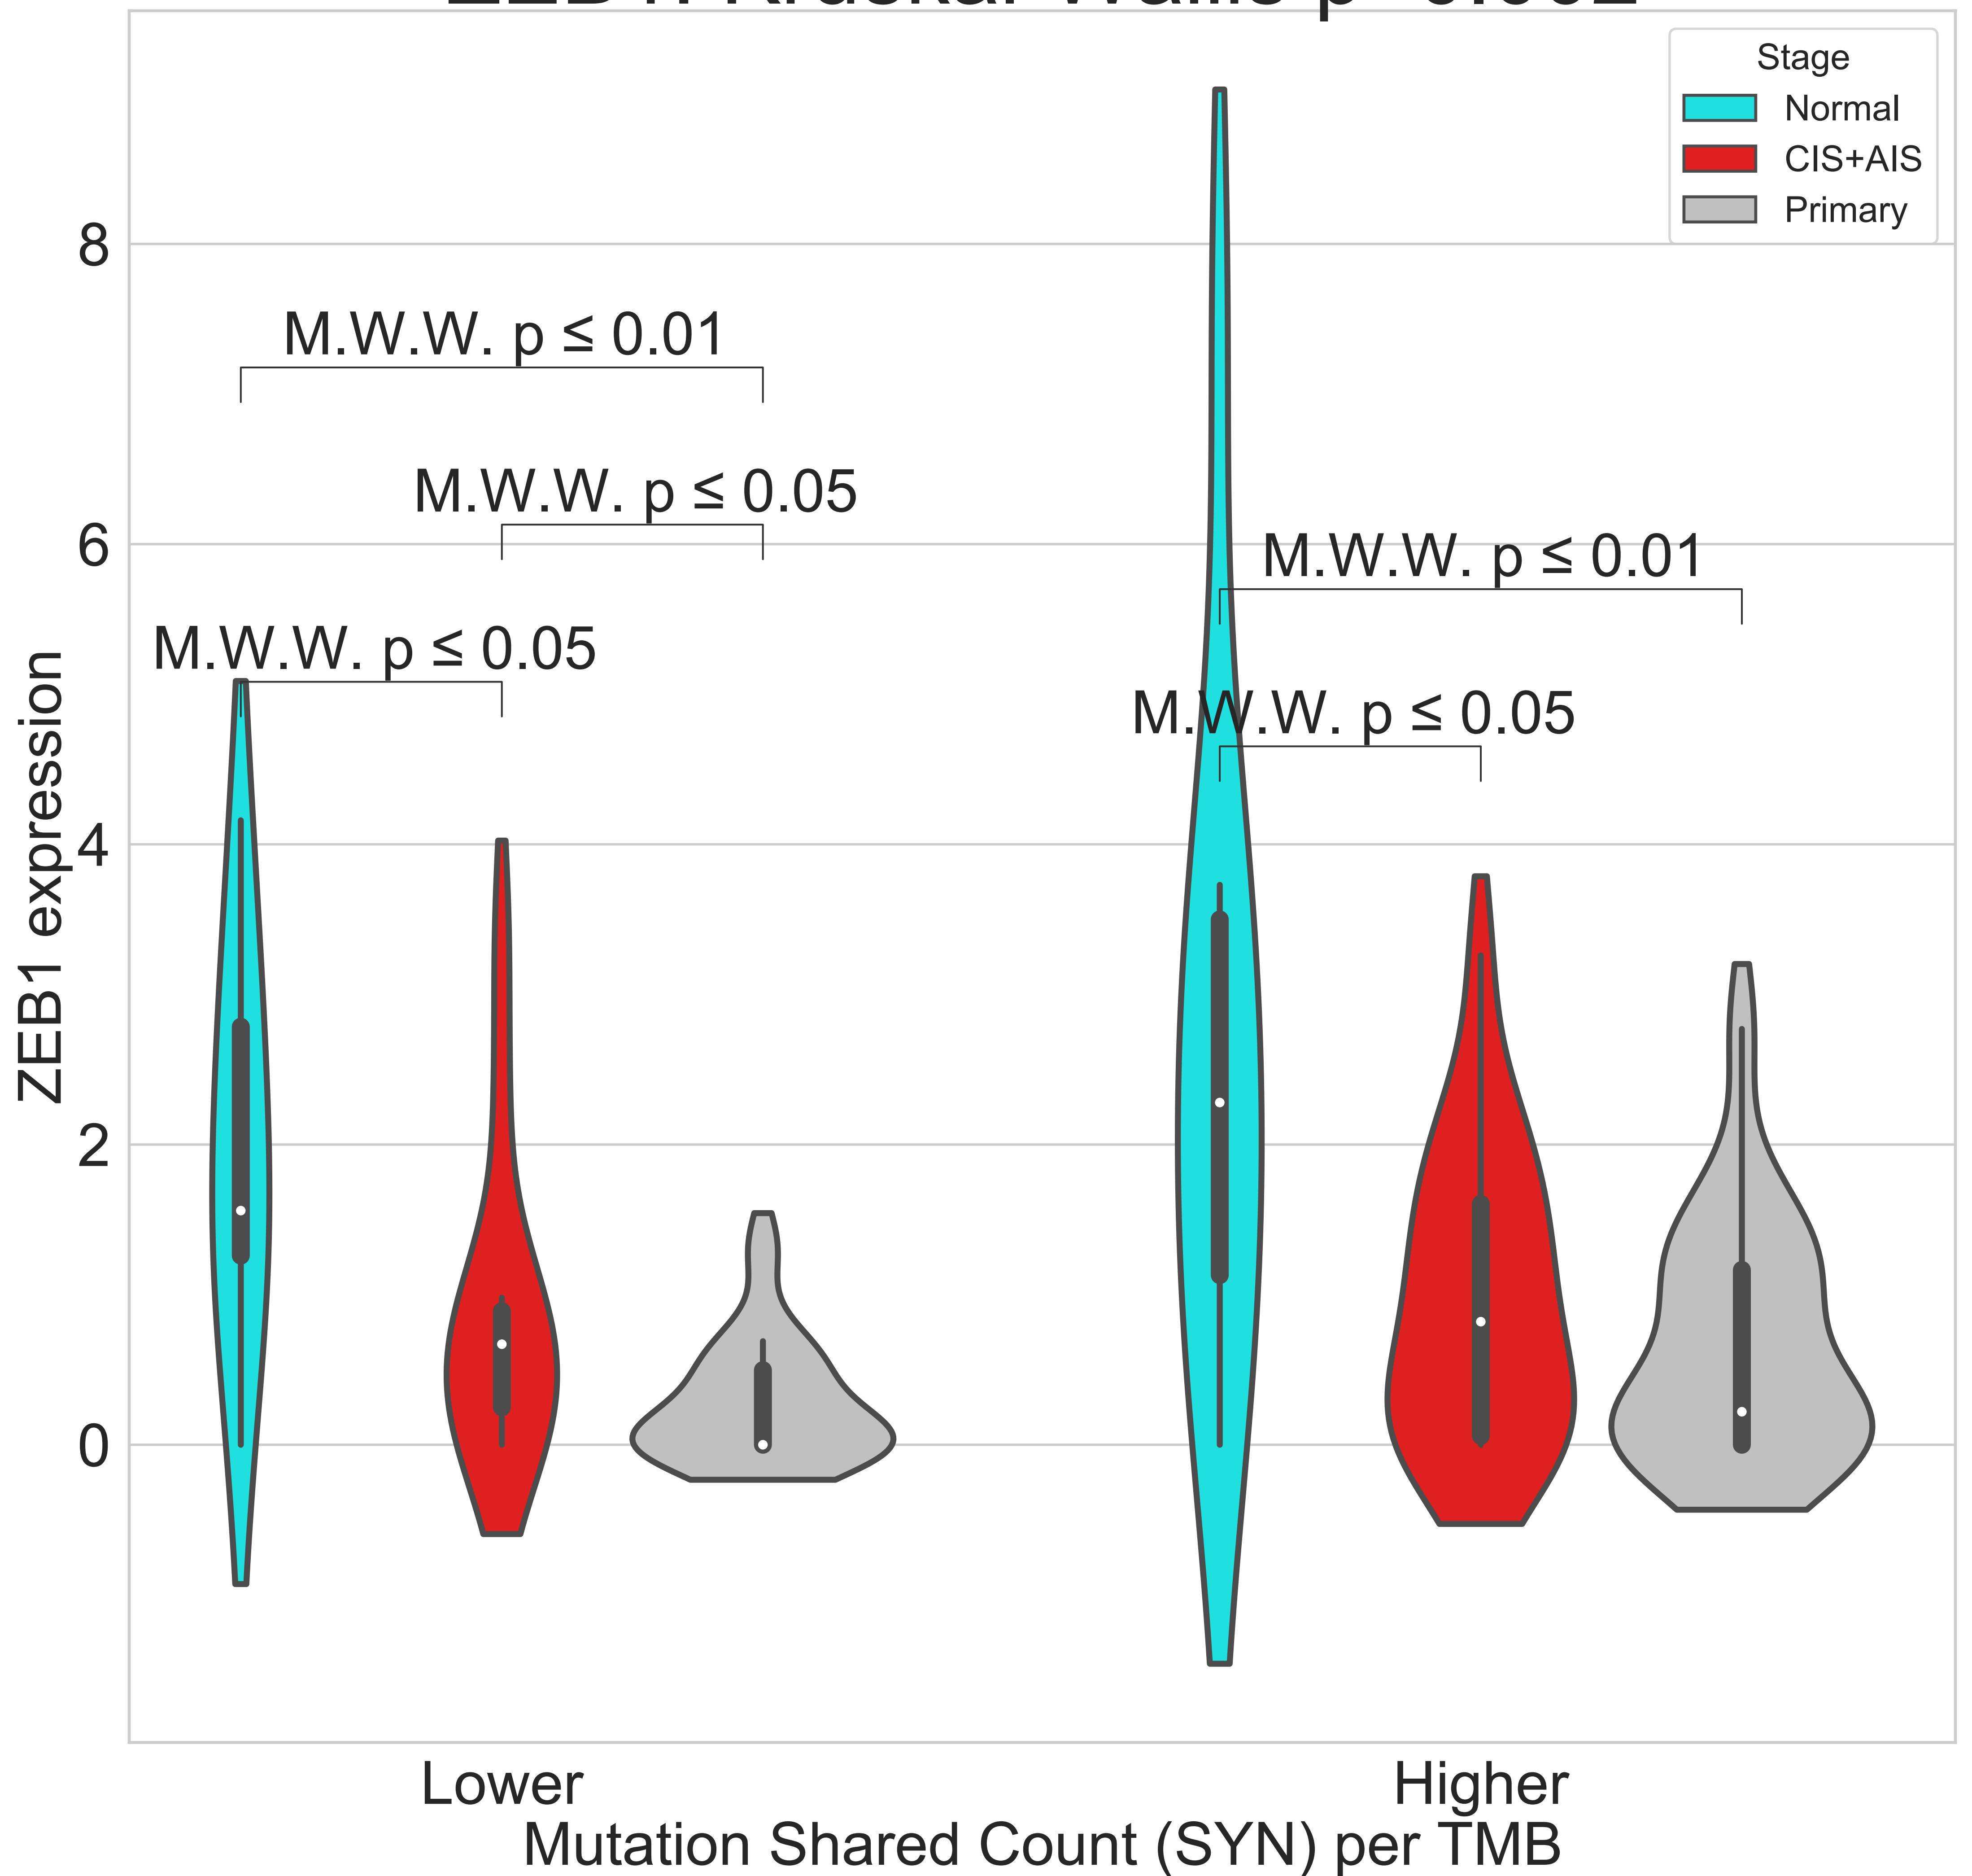 Stage
Normal
CIS+AIS
Primary
8
6
4
2
0
ZEB1 expression
M.W.W. p ≤ 0.01
M.W.W. p ≤ 0.05
M.W.W. p ≤ 0.05
M.W.W. p ≤ 0.01
M.W.W. p ≤ 0.05
Lower
Higher
Mutation Shared Count (SYN) per TMB